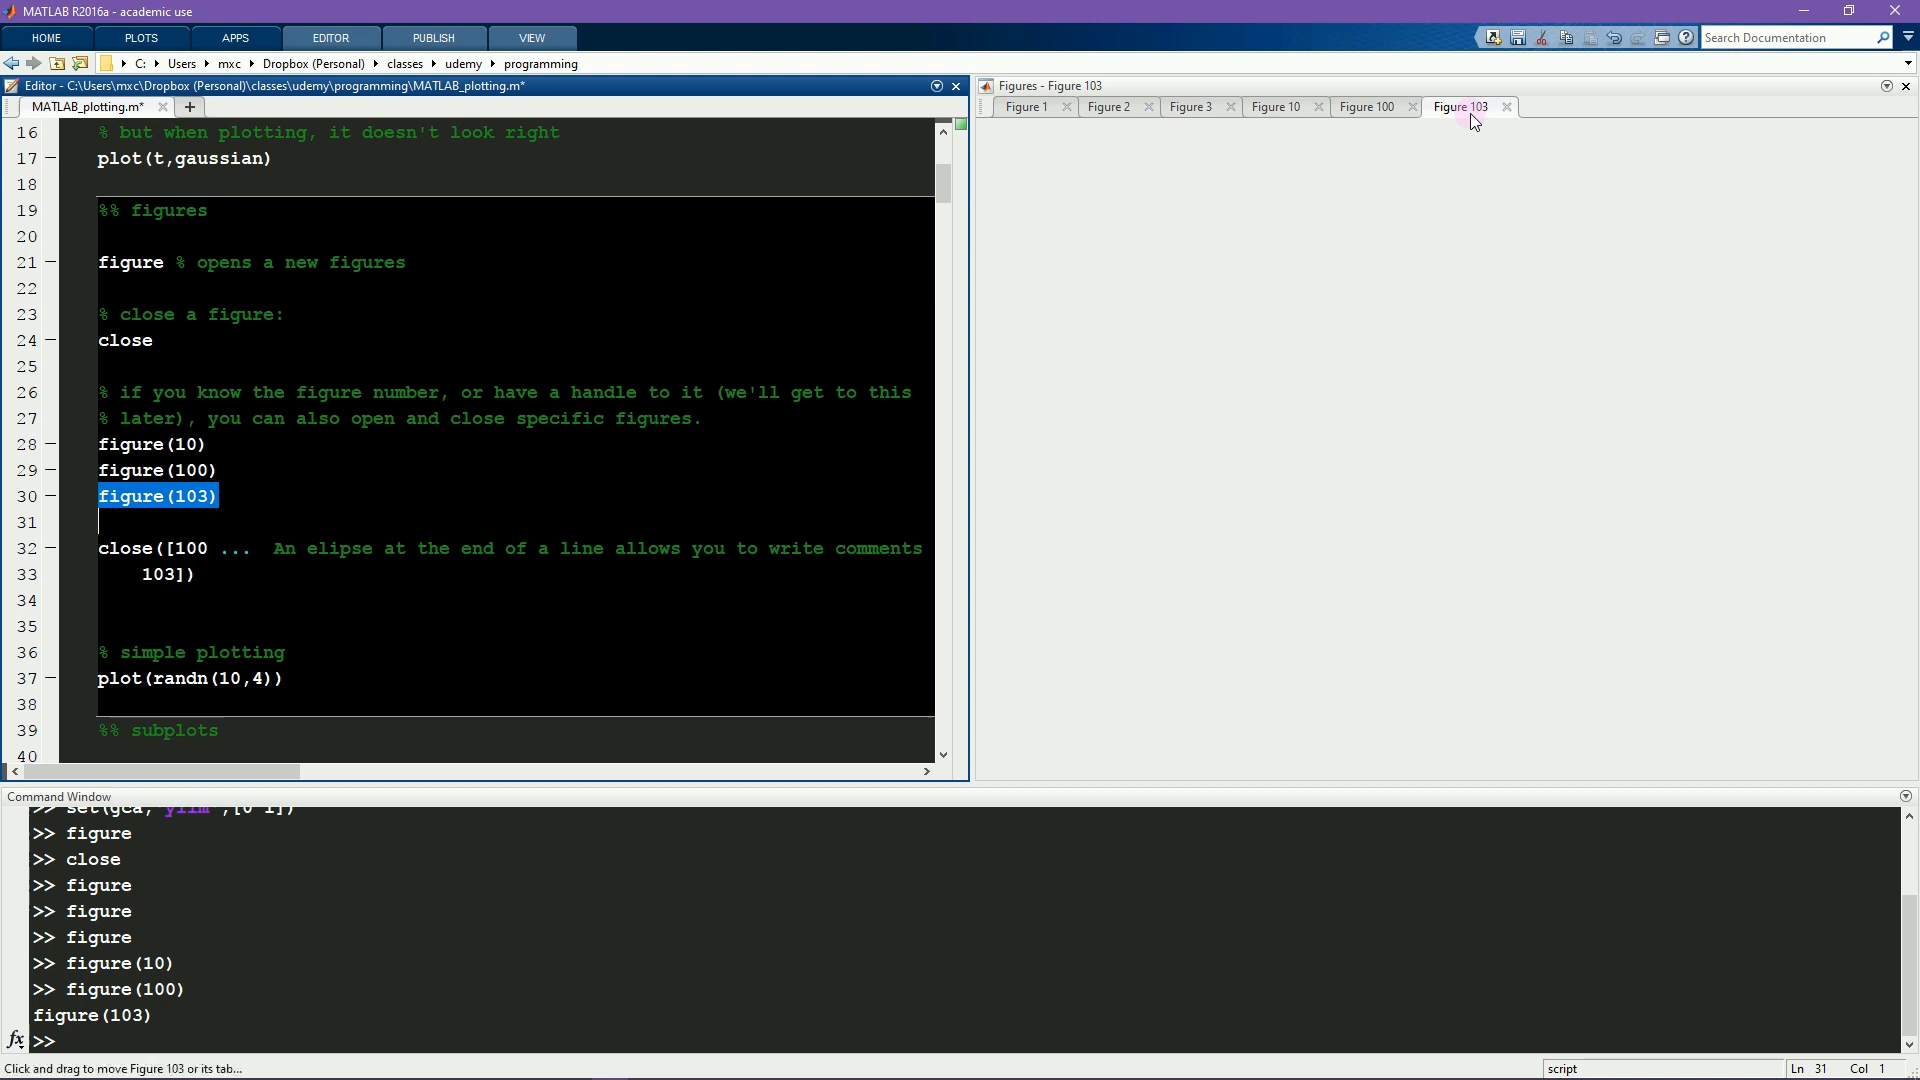 MATLAB R2016a - academic use
HOME PLOTS APPS EDITOR PUBLISH VIEW
Search Documentation
C: Users mxc Dropbox (Personal) classes udemy programming
Editor - C:\Users\mxc\Dropbox (Personal)\classes\udemy\programming\MATLAB_plotting.m*
MATLAB_plotting.m*
16 % but when plotting, it doesn't look right
17 plot(t,gaussian)
18
19 %% figures
20
21 figure % opens a new figures
22
23 % close a figure:
24 close
25
26 % if you know the figure number, or have a handle to it (we'll get to this
27 % later), you can also open and close specific figures.
28 figure(10)
29 figure(100)
30 figure(103)
31
32 close([100 ... An elipse at the end of a line allows you to write comments
33 103])
34
35
36 % simple plotting
37 plot(randn(10,4))
38
39 %% subplots
40
Figures - Figure 103
Figure 1 Figure 2 Figure 3 Figure 10 Figure 100 Figure 103
Command Window
>> set(gca,'ylim',[0 1])
>> figure
>> close
>> figure
>> figure
>> figure
>> figure(10)
>> figure(100)
figure(103)
fx >>
Click and drag to move Figure 103 or its tab...
script
Ln 31 Col 1